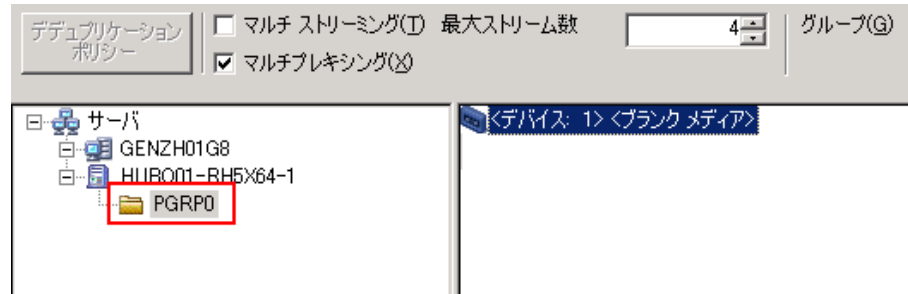 デデュプリケーション
ポリシー
マルチ ストリーミング(T) 最大ストリーム数 4 グループ(G)
マルチプレキシング(X)
サーバ
GENZH01G8
HUBO01-RH5X64-1
PGRP0
<デバイス: 1> <ブランク メディア>